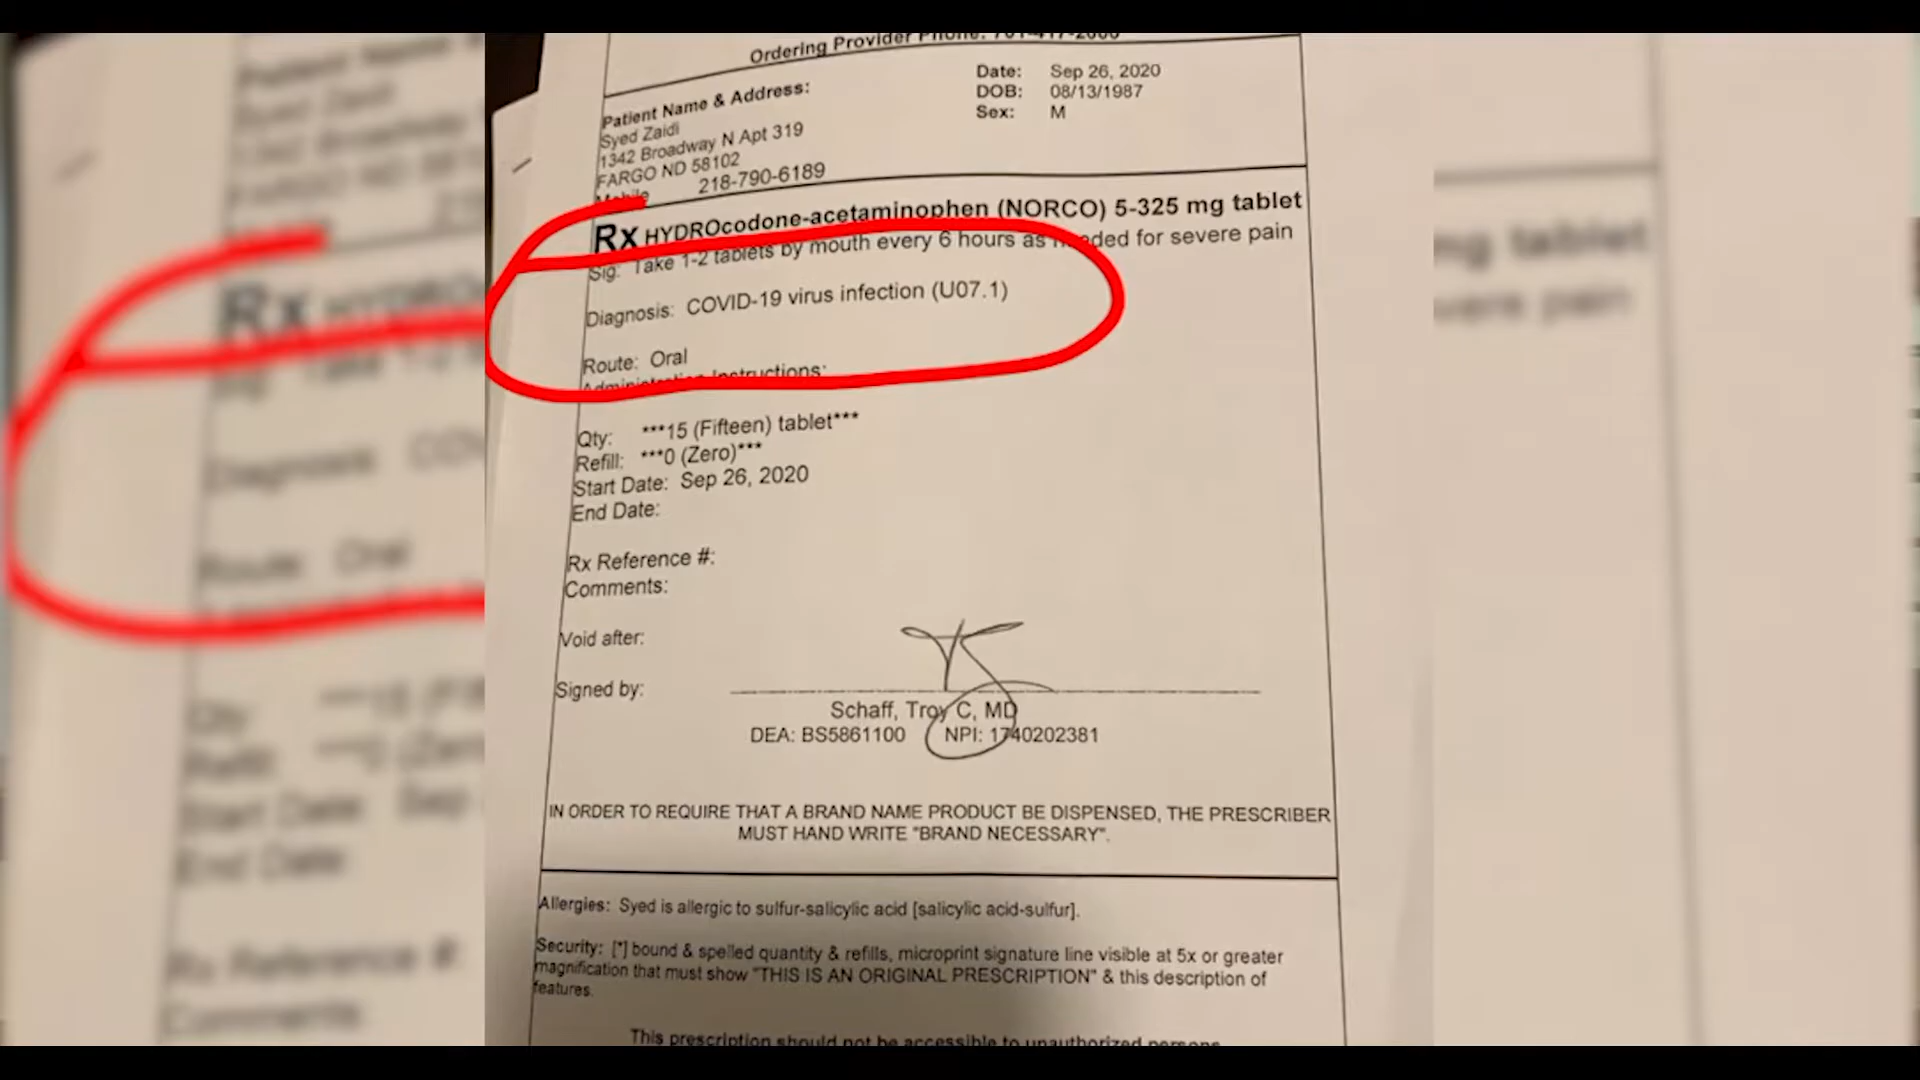 Ordering Provider Phone: 701-417-2000
Patient Name & Address:
Syed Zaidi
1342 Broadway N Apt 319
FARGO ND 58102
Mobile 218-790-6189
Date: Sep 26, 2020
DOB: 08/13/1987
Sex: M
Rx HYDROcodone-acetaminophen (NORCO) 5-325 mg tablet
Sig: Take 1-2 tablets by mouth every 6 hours as needed for severe pain
Diagnosis: COVID-19 virus infection (U07.1)
Route: Oral
Administration Instructions:
Qty: ***15 (Fifteen) tablet***
Refill: ***0 (Zero)***
Start Date: Sep 26, 2020
End Date:
Rx Reference #:
Comments:
Void after:
Signed by:
Schaff, Troy C, MD
DEA: BS5861100 NPI: 1740202381
IN ORDER TO REQUIRE THAT A BRAND NAME PRODUCT BE DISPENSED, THE PRESCRIBER
MUST HAND WRITE "BRAND NECESSARY".
Allergies: Syed is allergic to sulfur-salicylic acid [salicylic acid-sulfur].
Security: [*] bound & spelled quantity & refills, microprint signature line visible at 5x or greater
magnification that must show "THIS IS AN ORIGINAL PRESCRIPTION" & this description of
features.
This prescription should not be accessible to unauthorized persons